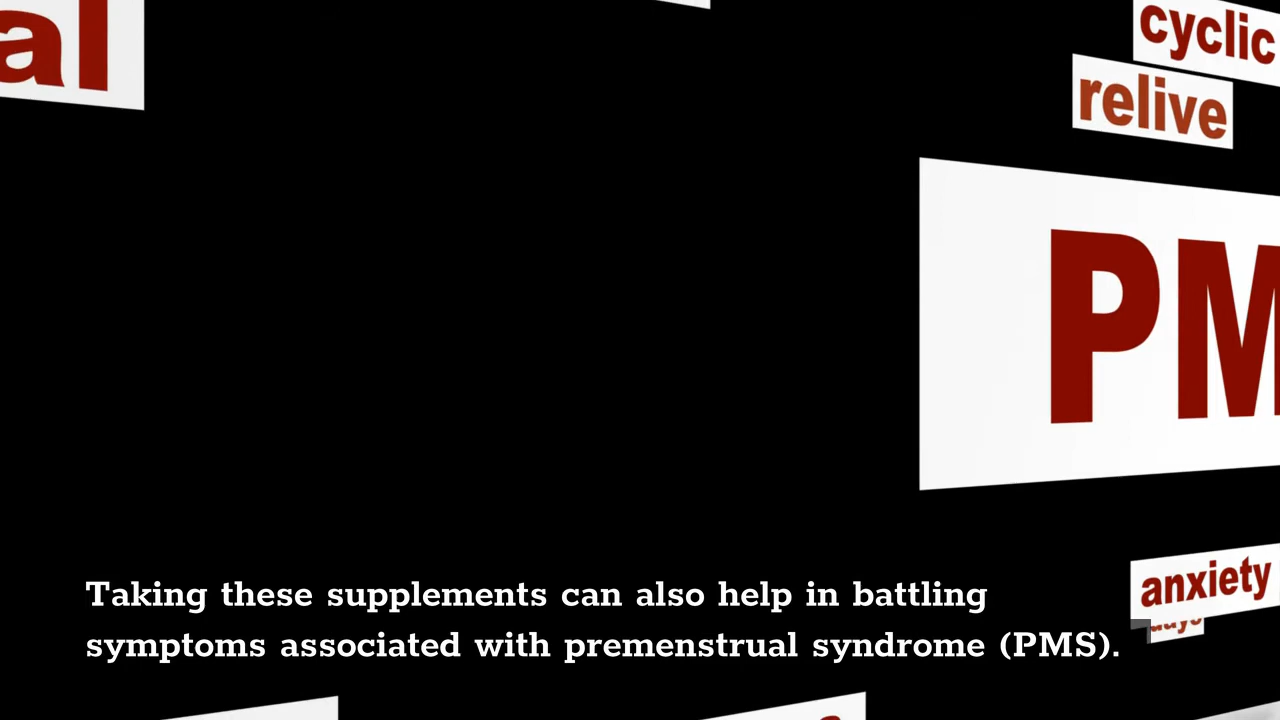 al
cyclic
relive
PM
anxiety
days
Taking these supplements can also help in battling
symptoms associated with premenstrual syndrome (PMS).